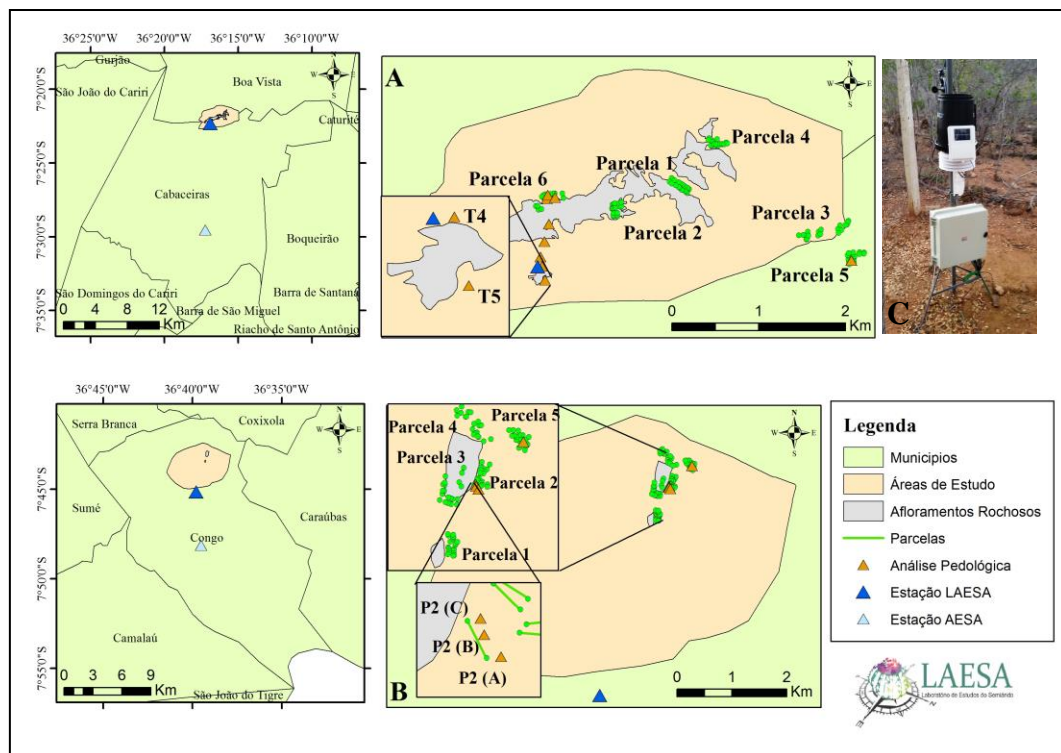 36°25'0"W 36°20'0"W 36°15'0"W 36°10'0"W
7°20'0"S
7°25'0"S
7°30'0"S
7°35'0"S
Gurjão
Boa Vista
São João do Cariri
Caturité
Cabaceiras
Boqueirão
São Domingos do Cariri
Barra de Santana
Barra de São Miguel
Riacho de Santo Antônio
0 4 8 12
Km
N
W E
S
A
Parcela 4
Parcela 1
Parcela 6
Parcela 3
Parcela 2
Parcela 5
T4
T5
0 1 2
Km
N
W E
S
C
36°45'0"W 36°40'0"W 36°35'0"W
7°45'0"S
7°50'0"S
7°55'0"S
Serra Branca
Coxixola
Sumé
Caraúbas
Congo
Camalaú
São João do Tigre
0 3 6 9
Km
N
W E
S
Parcela 4
Parcela 5
Parcela 3
Parcela 2
Parcela 1
P2 (C)
P2 (B)
P2 (A)
B
0 1 2
Km
N
W E
S
Legenda
Municipios
Áreas de Estudo
Afloramentos Rochosos
Parcelas
Análise Pedológica
Estação LAESA
Estação AESA
LAESA
Laboratório de Estudos do Semiárido